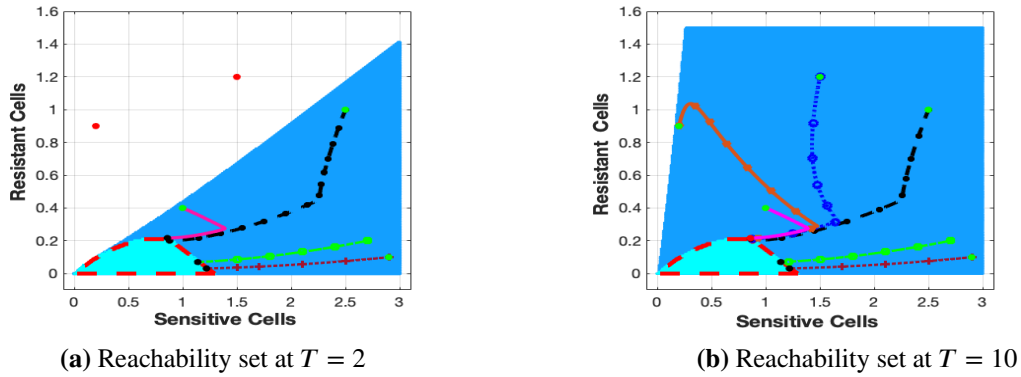 1.6
1.4
1.2
1
0.8
0.6
0.4
0.2
0
Resistant Cells
0 0.5 1 1.5 2 2.5 3
Sensitive Cells
(a) Reachability set at T = 2
1.6
1.4
1.2
1
0.8
0.6
0.4
0.2
0
Resistant Cells
0 0.5 1 1.5 2 2.5 3
Sensitive Cells
(b) Reachability set at T = 10